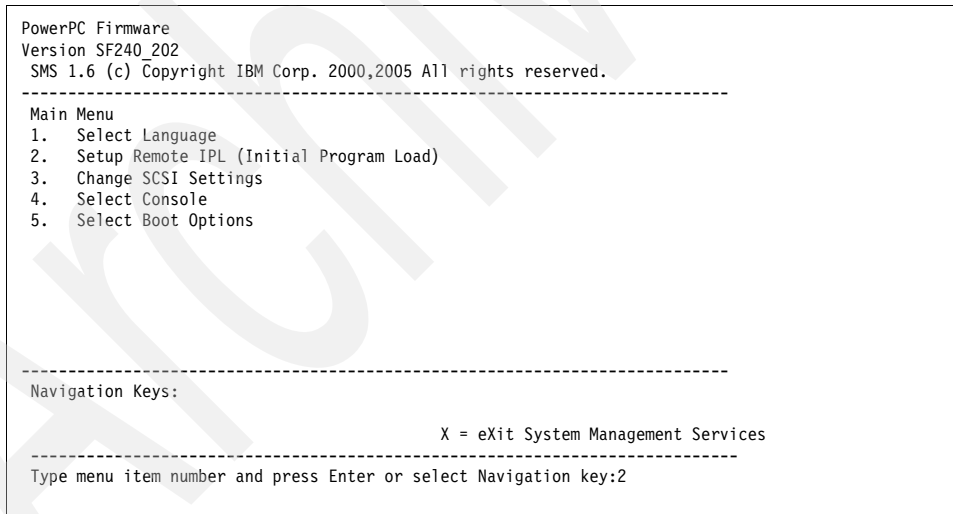 PowerPC Firmware
Version SF240_202
SMS 1.6 (c) Copyright IBM Corp. 2000,2005 All rights reserved.
-------------------------------------------------------------------------------
Main Menu
1. Select Language
2. Setup Remote IPL (Initial Program Load)
3. Change SCSI Settings
4. Select Console
5. Select Boot Options
-------------------------------------------------------------------------------
Navigation Keys:
X = eXit System Management Services
-------------------------------------------------------------------------------
Type menu item number and press Enter or select Navigation key:2